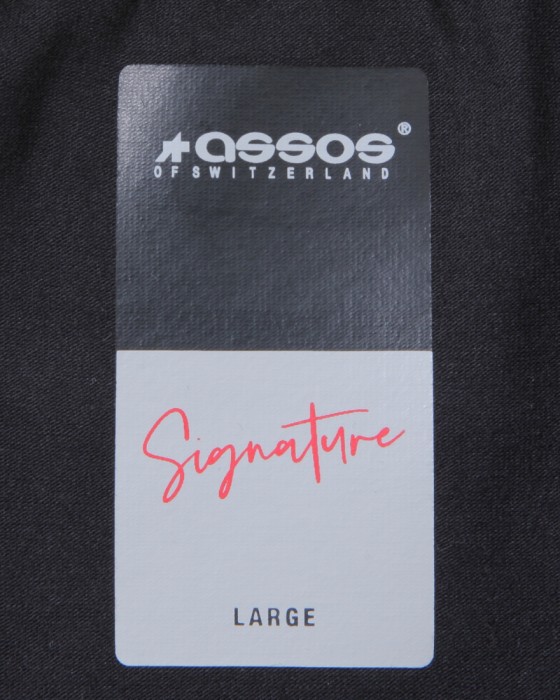 assos®
OF SWITZERLAND
Signature
LARGE